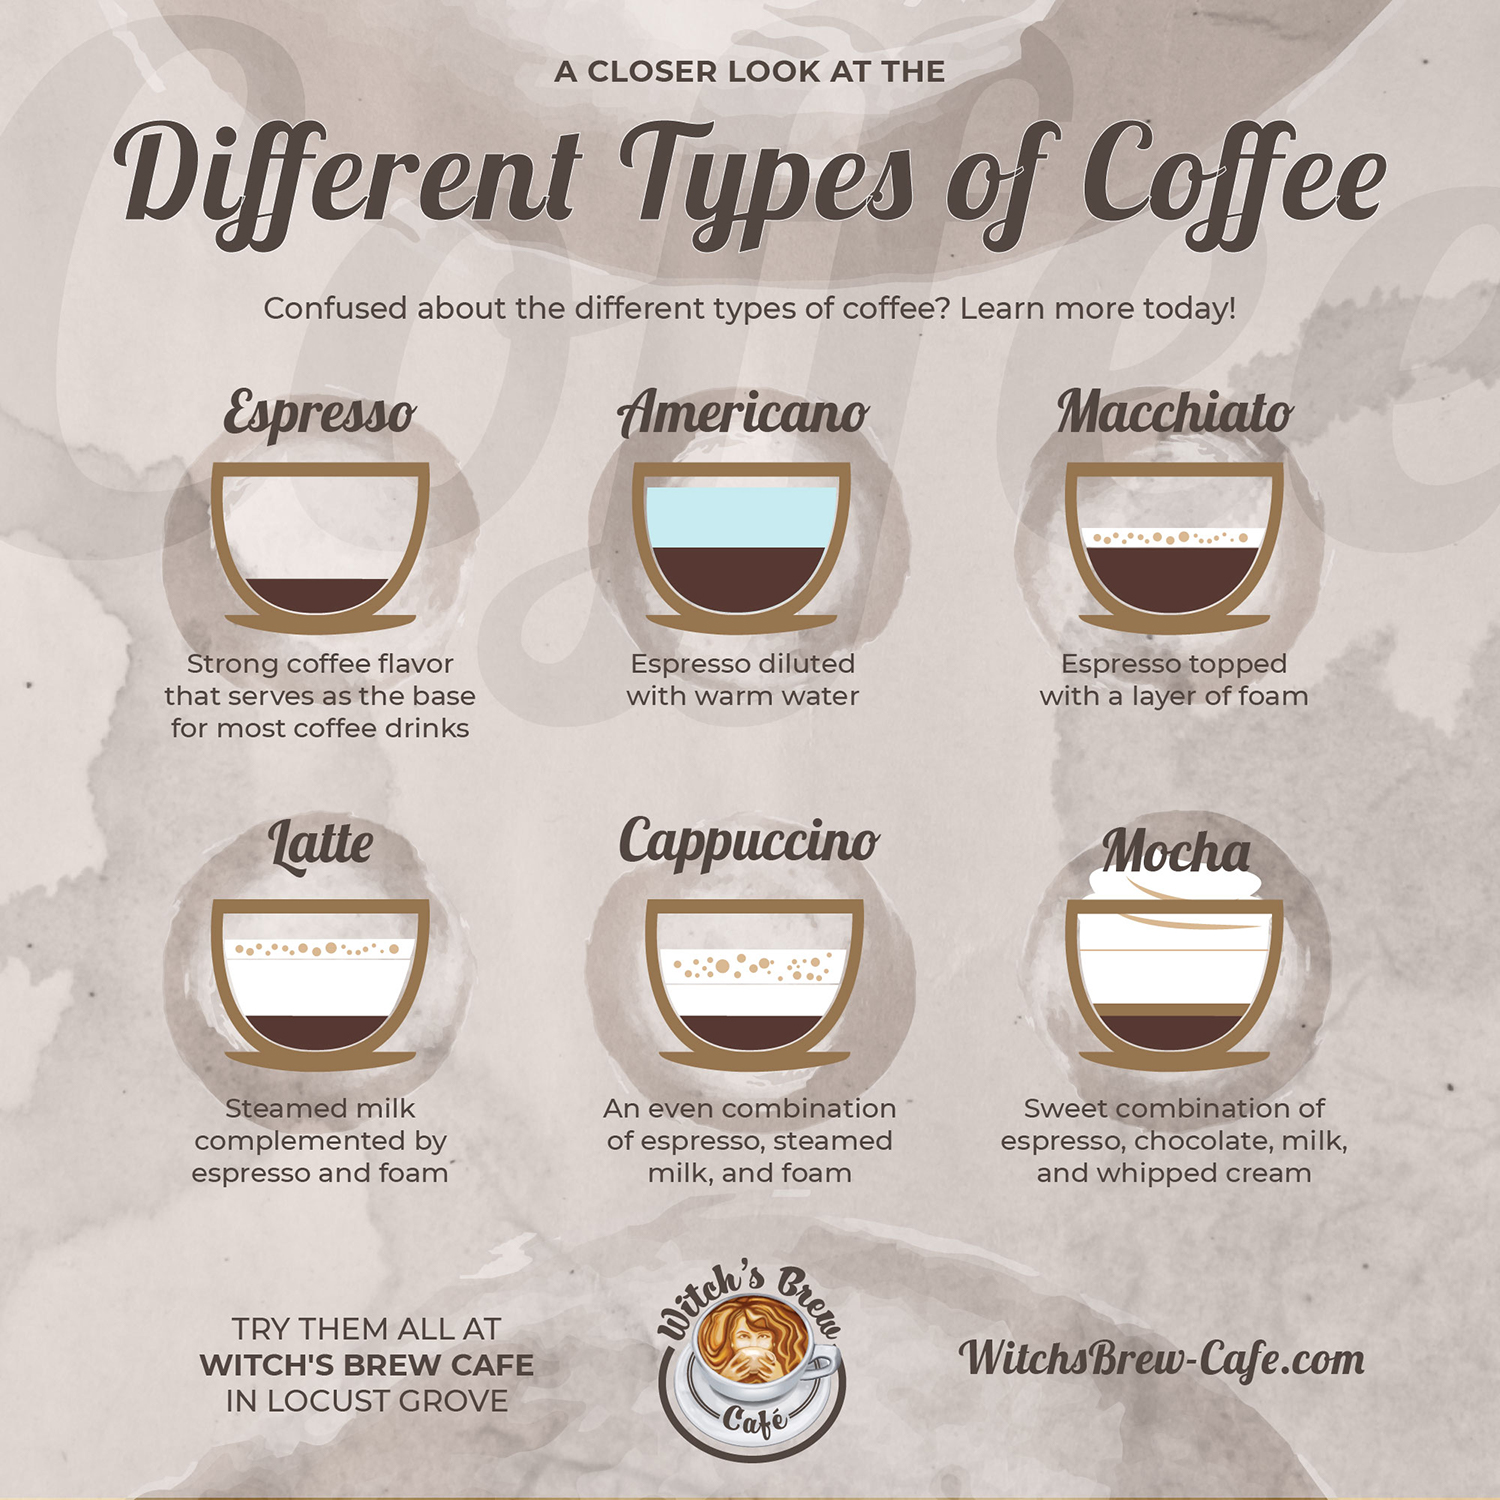 A CLOSER LOOK AT THE
Different Types of Coffee
Confused about the different types of coffee? Learn more today!
Espresso
Strong coffee flavor
that serves as the base
for most coffee drinks
Americano
Espresso diluted
with warm water
Macchiato
Espresso topped
with a layer of foam
Latte
Steamed milk
complemented by
espresso and foam
Cappuccino
An even combination
of espresso, steamed
milk, and foam
Mocha
Sweet combination of
espresso, chocolate, milk,
and whipped cream
TRY THEM ALL AT
WITCH'S BREW CAFE
IN LOCUST GROVE
Witch's Brew
Café
WitchsBrew-Cafe.com
Coffee